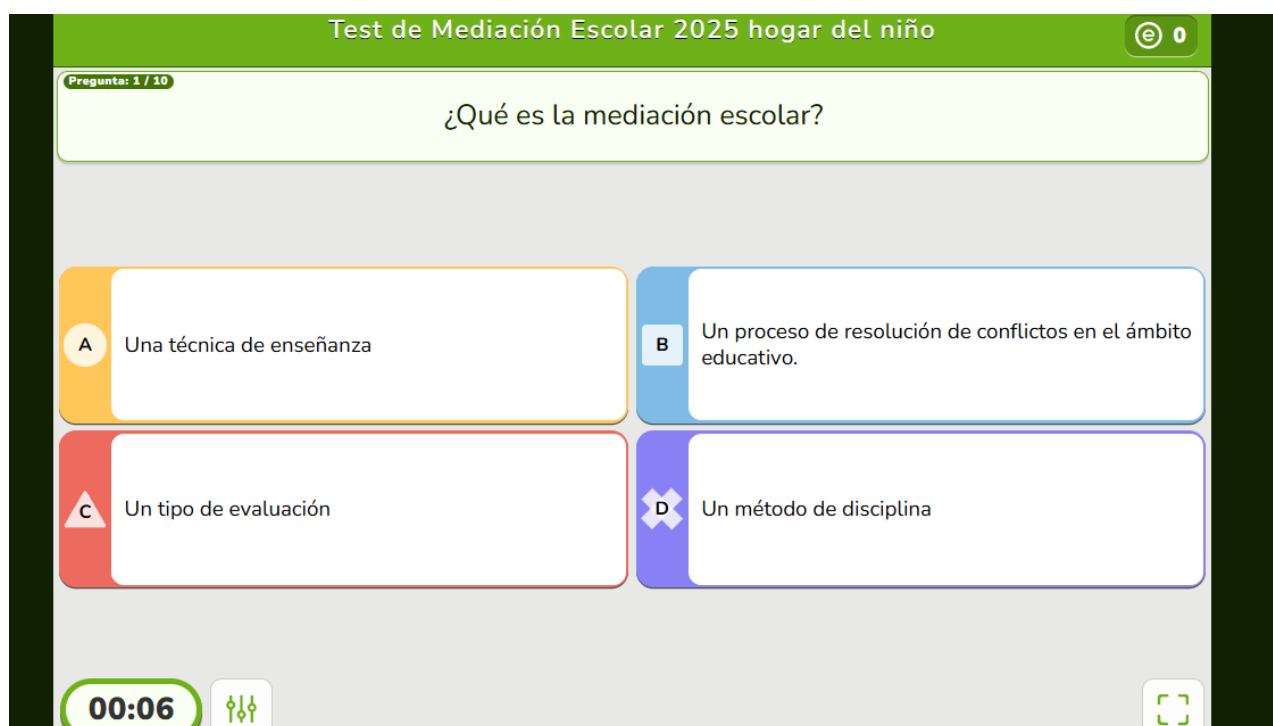 Test de Mediación Escolar 2025 hogar del niño
e 0
Pregunta: 1 / 10
¿Qué es la mediación escolar?
A
Una técnica de enseñanza
B
Un proceso de resolución de conflictos en el ámbito
educativo.
C
Un tipo de evaluación
D
Un método de disciplina
00:06